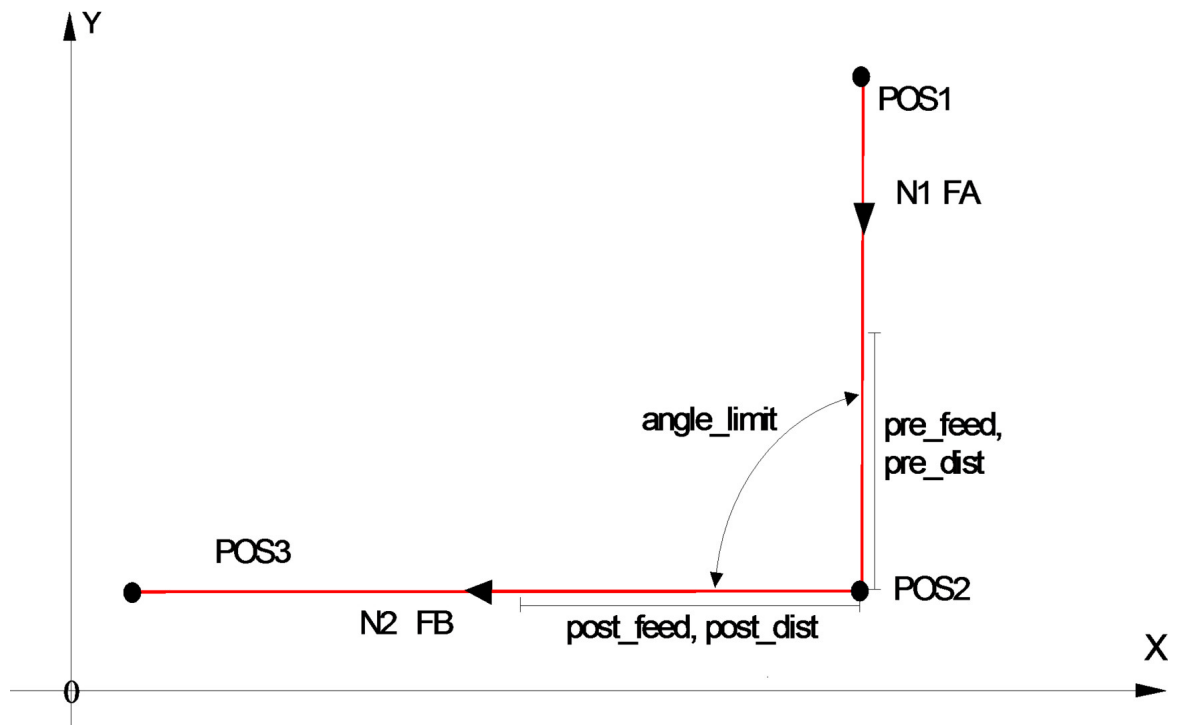 Y
POS1
N1 FA
angle_limit
pre_feed,
pre_dist
POS3
POS2
N2 FB
post_feed, post_dist
X
0